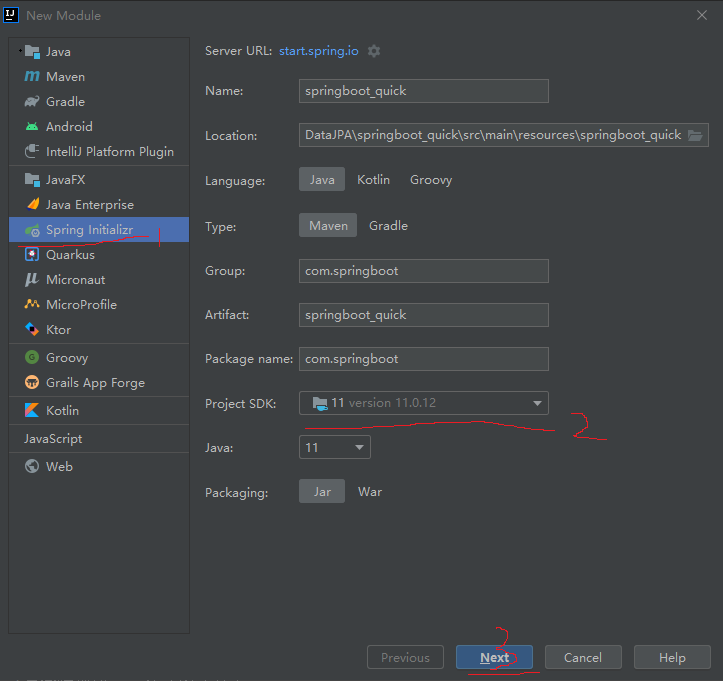 New Module
Java
Maven
Gradle
Android
IntelliJ Platform Plugin
JavaFX
Java Enterprise
Spring Initializr
Quarkus
Micronaut
MicroProfile
Ktor
Groovy
Grails App Forge
Kotlin
JavaScript
Web
Server URL: start.spring.io
Name: springboot_quick
Location: DataJPA\springboot_quick\src\main\resources\springboot_quick
Language: Java Kotlin Groovy
Type: Maven Gradle
Group: com.springboot
Artifact: springboot_quick
Package name: com.springboot
Project SDK: 11 version 11.0.12
2
Java: 11
Packaging: Jar War
3
Previous Next Cancel Help